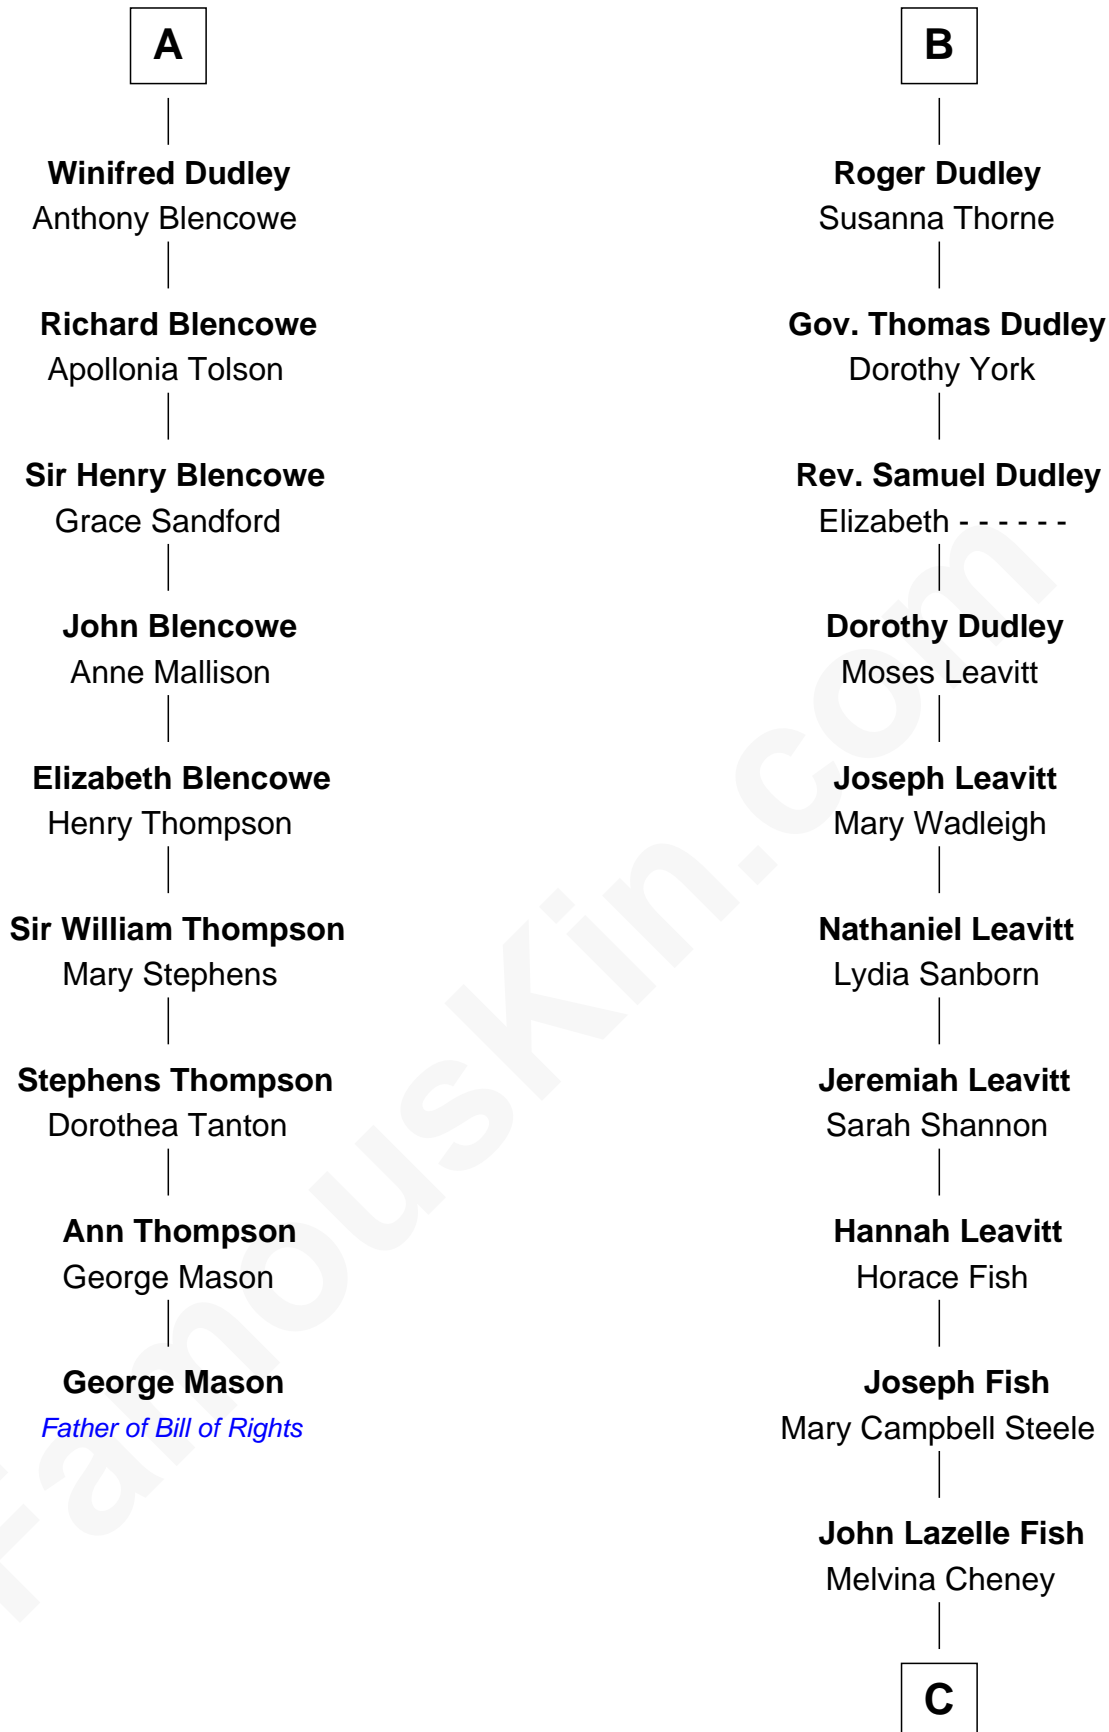 A
Winifred Dudley
Anthony Blencowe
Richard Blencowe
Apollonia Tolson
Sir Henry Blencowe
Grace Sandford
John Blencowe
Anne Mallison
Elizabeth Blencowe
Henry Thompson
Sir William Thompson
Mary Stephens
Stephens Thompson
Dorothea Tanton
Ann Thompson
George Mason
George Mason
Father of Bill of Rights
B
Roger Dudley
Susanna Thorne
Gov. Thomas Dudley
Dorothy York
Rev. Samuel Dudley
Elizabeth - - - - - -
Dorothy Dudley
Moses Leavitt
Joseph Leavitt
Mary Wadleigh
Nathaniel Leavitt
Lydia Sanborn
Jeremiah Leavitt
Sarah Shannon
Hannah Leavitt
Horace Fish
Joseph Fish
Mary Campbell Steele
John Lazelle Fish
Melvina Cheney
C
FamousKin.com